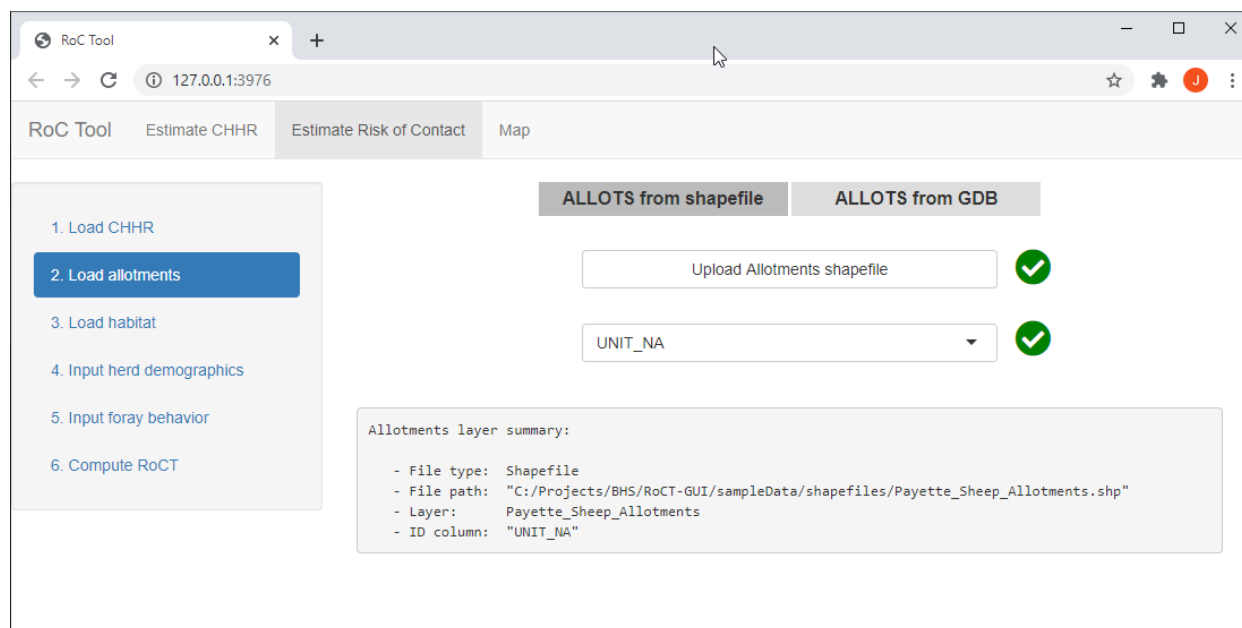 RoC Tool
127.0.0.1:3976
J
RoC Tool Estimate CHHR Estimate Risk of Contact Map
1. Load CHHR
2. Load allotments
3. Load habitat
4. Input herd demographics
5. Input foray behavior
6. Compute RoCT
ALLOTS from shapefile ALLOTS from GDB
Upload Allotments shapefile
UNIT_NA
Allotments layer summary:
- File type: Shapefile
- File path: "C:/Projects/BHS/RoCT-GUI/sampleData/shapefiles/Payette_Sheep_Allotments.shp"
- Layer: Payette_Sheep_Allotments
- ID column: "UNIT_NA"